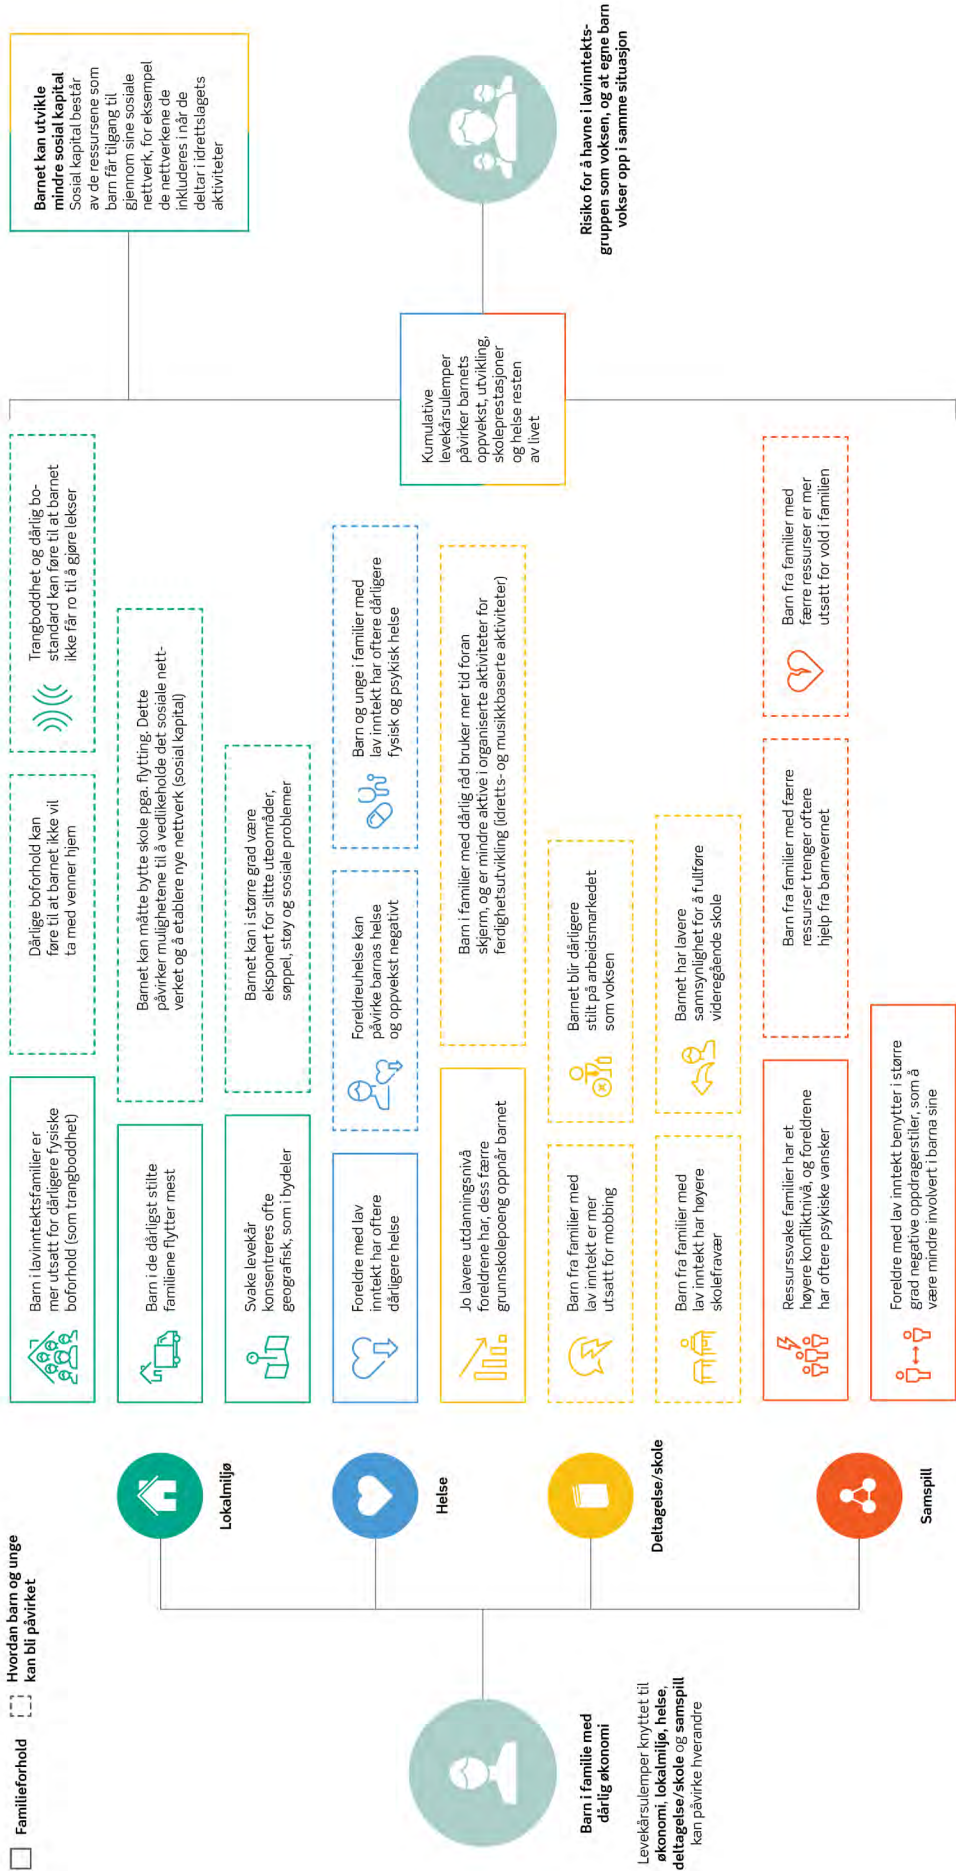 Familieforhold
Hvordan barn og unge
kan bli påvirket
Barn i familie med
dårlig økonomi
Levekårsulemper knyttet til
økonomi, lokalmiljø, helse,
deltagelse/skole og samspill
kan påvirke hverandre
Lokalmiljø
Barn i lavinntektsfamilier er
mer utsatt for dårligere fysiske
boforhold (som trangboddhet)
Dårlige boforhold kan
føre til at barnet ikke vil
ta med venner hjem
Trangboddhet og dårlig bo-
standard kan føre til at barnet
ikke får ro til å gjøre lekser
Barn i de dårligst stilte
familiene flytter mest
Barnet kan måtte bytte skole pga. flytting. Dette
påvirker mulighetene til å vedlikeholde det sosiale nett-
verket og å etablere nye nettverk (sosial kapital)
Svake levekår
konsentreres ofte
geografisk, som i bydeler
Barnet kan i større grad være
eksponert for slitte uteområder,
søppel, støy og sosiale problemer
Helse
Foreldre med lav
inntekt har oftere
dårligere helse
Foreldreuhelse kan
påvirke barnas helse
og oppvekst negativt
Barn og unge i familier med
lav inntekt har oftere dårligere
fysisk og psykisk helse
Deltagelse/skole
Jo lavere utdanningsnivå
foreldrene har, dess færre
grunnskolepoeng oppnår barnet
Barn i familier med dårlig råd bruker mer tid foran
skjerm, og er mindre aktive i organiserte aktiviteter for
ferdighetsutvikling (idretts- og musikkbaserte aktiviteter)
Barn fra familier med
lav inntekt er mer
utsatt for mobbing
Barnet blir dårligere
stilt på arbeidsmarkedet
som voksen
Barn fra familier med
lav inntekt har høyere
skolefravær
Barnet har lavere
sannsynlighet for å fullføre
videregående skole
Samspill
Ressurssvake familier har et
høyere konfliktnivå, og foreldrene
har oftere psykiske vansker
Barn fra familier med færre
ressurser trenger oftere
hjelp fra barnevernet
Barn fra familier med
færre ressurser er mer
utsatt for vold i familien
Foreldre med lav inntekt benytter i større
grad negative oppdragerstiler, som å
være mindre involvert i barna sine
Barnet kan utvikle
mindre sosial kapital
Sosial kapital består
av de ressursene som
barn får tilgang til
gjennom sine sosiale
nettverk, for eksempel
de nettverkene de
inkluderes i når de
deltar i idrettslagets
aktiviteter
Kumulative
levekårsulemper
påvirker barnets
oppvekst, utvikling,
skoleprestasjoner
og helse resten
av livet
Risiko for å havne i lavinntekts-
gruppen som voksen, og at egne barn
vokser opp i samme situasjon